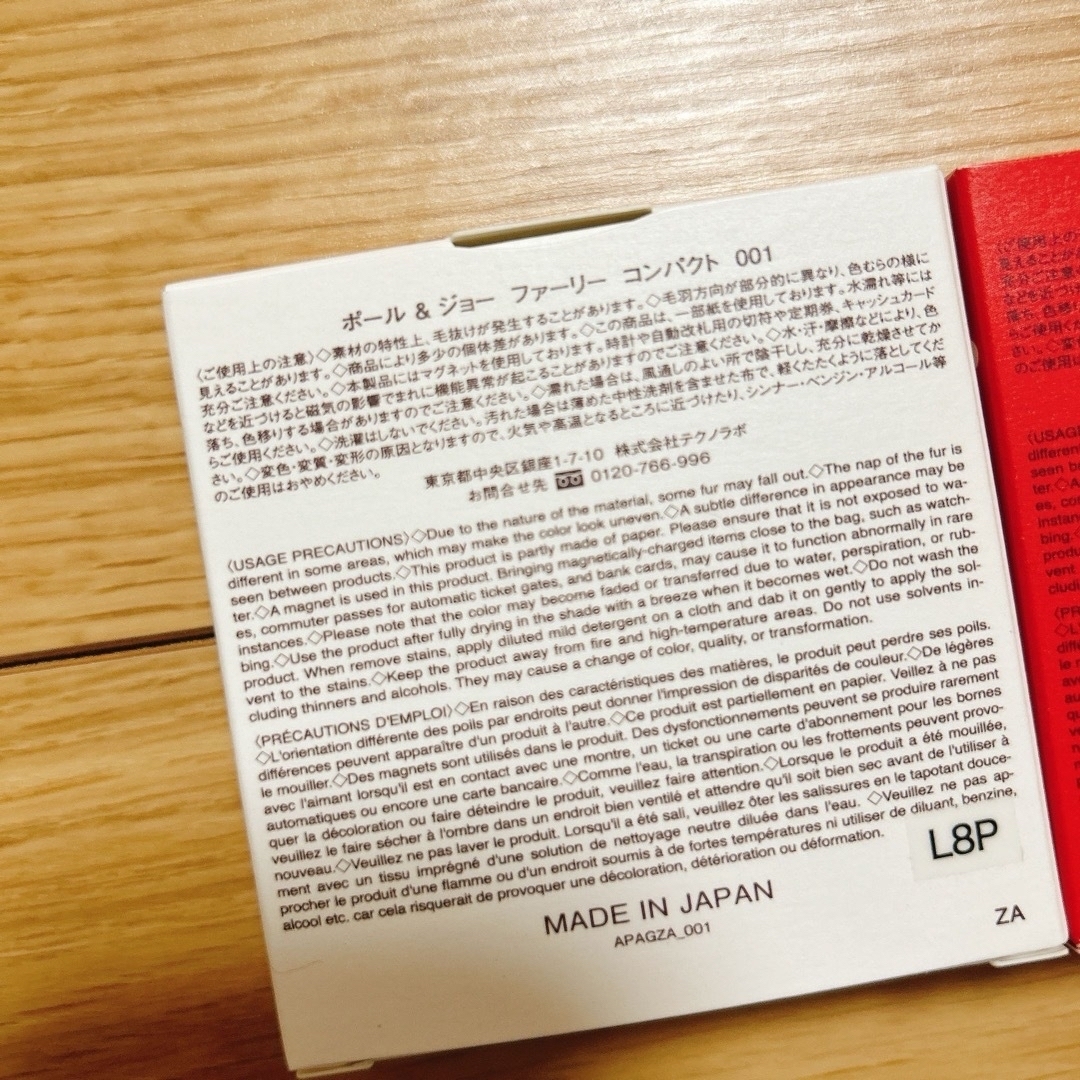 ポール & ジョー ファーリー コンパクト 001
〈ご使用上の注意〉◇素材の特性上、毛抜けが発生することがあります。◇毛羽方向が部分的に異なり、色むらの様に
見えることがあります。◇商品により多少の個体差があります。◇この商品は、一部紙を使用しております。水濡れ等には
充分ご注意ください。◇本製品にはマグネットを使用しております。時計や自動改札用の切符や定期券、キャッシュカード
などを近づけると磁気の影響でまれに機能異常が起こることがありますのでご注意ください。◇水・汗・摩擦などにより、色
落ち、色移りする場合がありますのでご注意ください。◇濡れた場合は、風通しのよい所で陰干しし、充分に乾燥させてか
らご使用ください。◇洗濯はしないでください。汚れた場合は薄めた中性洗剤を含ませた布で、軽くたたくように落としてくだ
さい。◇変色・変質・変形の原因となりますので、火気や高温となるところに近づけたり、シンナー・ベンジン・アルコール等
のご使用はおやめください。
東京都中央区銀座1-7-10 株式会社テクノラボ
お問合せ先 0120-766-996
〈USAGE PRECAUTIONS〉◇Due to the nature of the material, some fur may fall out.◇The nap of the fur is
different in some areas, which may make the color look uneven.◇A subtle difference in appearance may be
seen between products.◇This product is partly made of paper. Please ensure that it is not exposed to wa-
ter.◇A magnet is used in this product. Bringing magnetically-charged items close to the bag, such as watch-
es, commuter passes for automatic ticket gates, and bank cards, may cause it to function abnormally in rare
instances.◇Please note that the color may become faded or transferred due to water, perspiration, or rub-
bing.◇Use the product after fully drying in the shade with a breeze when it becomes wet.◇Do not wash the
product. When remove stains, apply diluted mild detergent on a cloth and dab it on gently to apply the sol-
vent to the stains.◇Keep the product away from fire and high-temperature areas. Do not use solvents in-
cluding thinners and alcohols. They may cause a change of color, quality, or transformation.
〈PRÉCAUTIONS D'EMPLOI〉◇En raison des caractéristiques des matières, le produit peut perdre ses poils.
◇L'orientation différente des poils par endroits peut donner l'impression de disparités de couleur.◇De légères
différences peuvent apparaître d'un produit à l'autre.◇Ce produit est partiellement en papier. Veillez à ne pas
le mouiller.◇Des magnets sont utilisés dans le produit. Des dysfonctionnements peuvent se produire rarement
avec l'aimant lorsqu'il est en contact avec une montre, un ticket ou une carte d'abonnement pour les bornes
automatiques ou encore une carte bancaire.◇Comme l'eau, la transpiration ou les frottements peuvent provo-
quer la décoloration ou faire déteindre le produit, veuillez faire attention.◇Lorsque le produit a été mouillé,
veuillez le faire sécher à l'ombre dans un endroit bien ventilé et attendre qu'il soit bien sec avant de l'utiliser à
nouveau.◇Veuillez ne pas laver le produit. Lorsqu'il a été sali, veuillez ôter les salissures en le tapotant douce-
ment avec un tissu imprégné d'une solution de nettoyage neutre diluée dans l'eau. ◇Veuillez ne pas ap-
procher le produit d'une flamme ou d'un endroit soumis à de fortes températures ni utiliser de diluant, benzine,
alcool etc. car cela risquerait de provoquer une décoloration, détérioration ou déformation.
L8P
MADE IN JAPAN
APAGZA_001
ZA